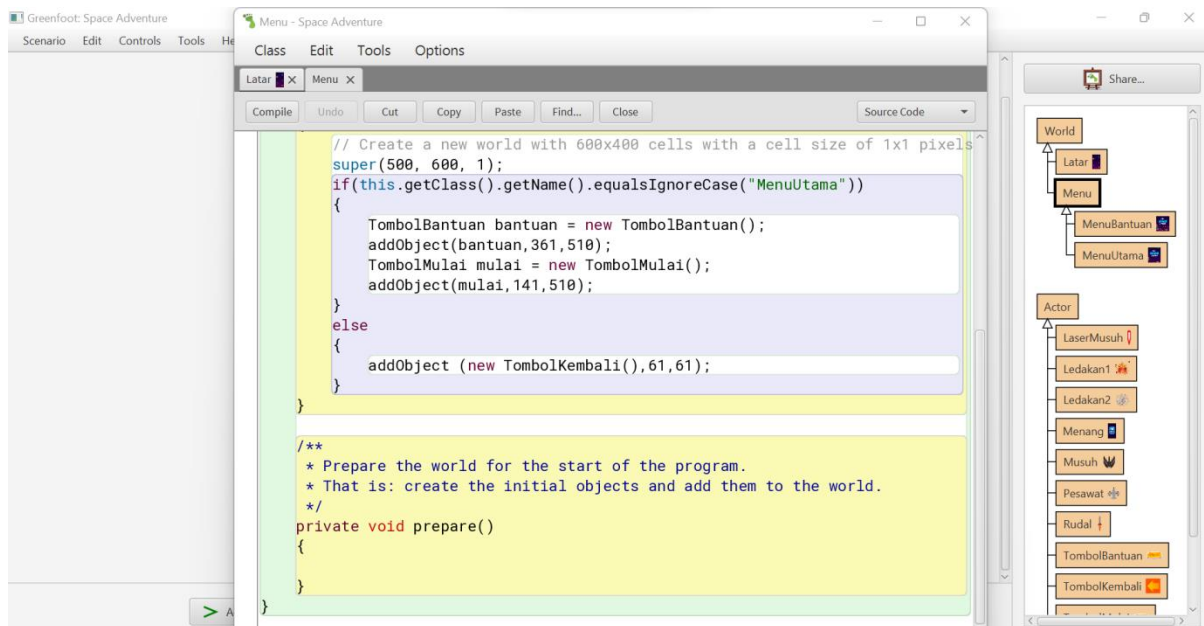 Greenfoot: Space Adventure
Scenario Edit Controls Tools He
Menu - Space Adventure
Class Edit Tools Options
Latar Menu
Compile Undo Cut Copy Paste Find... Close Source Code
// Create a new world with 600x400 cells with a cell size of 1x1 pixels
super(500, 600, 1);
if(this.getClass().getName().equalsIgnoreCase("MenuUtama"))
{
TombolBantuan bantuan = new TombolBantuan();
addObject(bantuan,361,510);
TombolMulai mulai = new TombolMulai();
addObject(mulai,141,510);
}
else
{
addObject (new TombolKembali(),61,61);
}
}
/**
* Prepare the world for the start of the program.
* That is: create the initial objects and add them to the world.
*/
private void prepare()
{
}
}
A
Share...
World
Latar
Menu
MenuBantuan
MenuUtama
Actor
LaserMusuh
Ledakan1
Ledakan2
Menang
Musuh
Pesawat
Rudal
TombolBantuan
TombolKembali